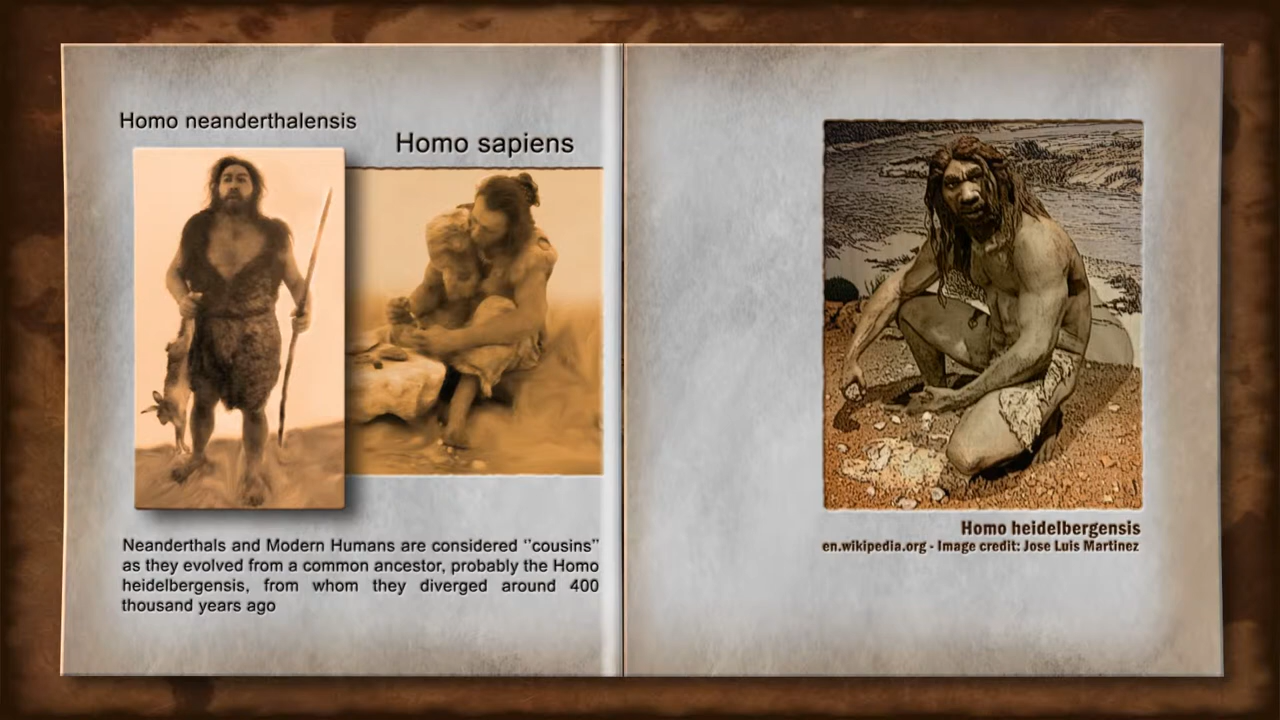 Homo neanderthalensis
Homo sapiens
Neanderthals and Modern Humans are considered ‘'cousins’'
as they evolved from a common ancestor, probably the Homo
heidelbergensis, from whom they diverged around 400
thousand years ago
Homo heidelbergensis
en.wikipedia.org - Image credit: Jose Luis Martinez